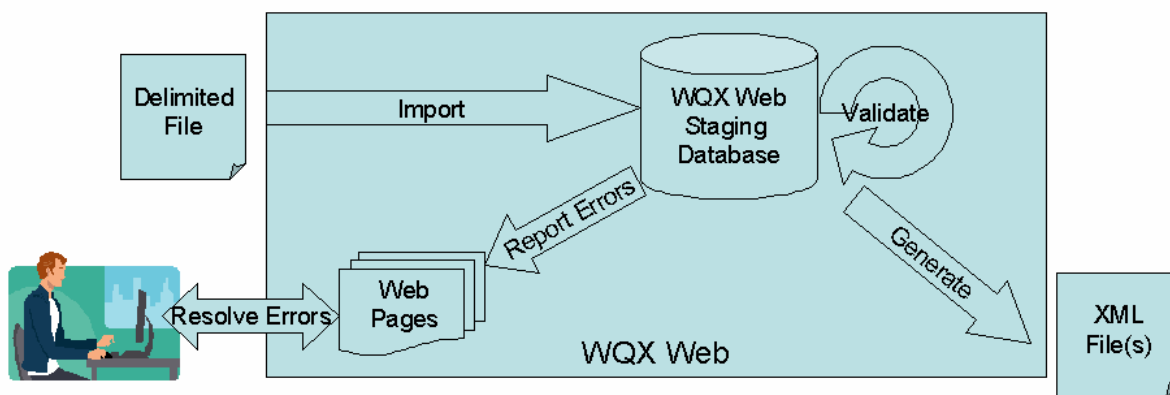 Delimited
File
Import
WQX Web
Staging
Database
Validate
Report Errors
Generate
Resolve Errors
Web
Pages
WQX Web
XML
File(s)